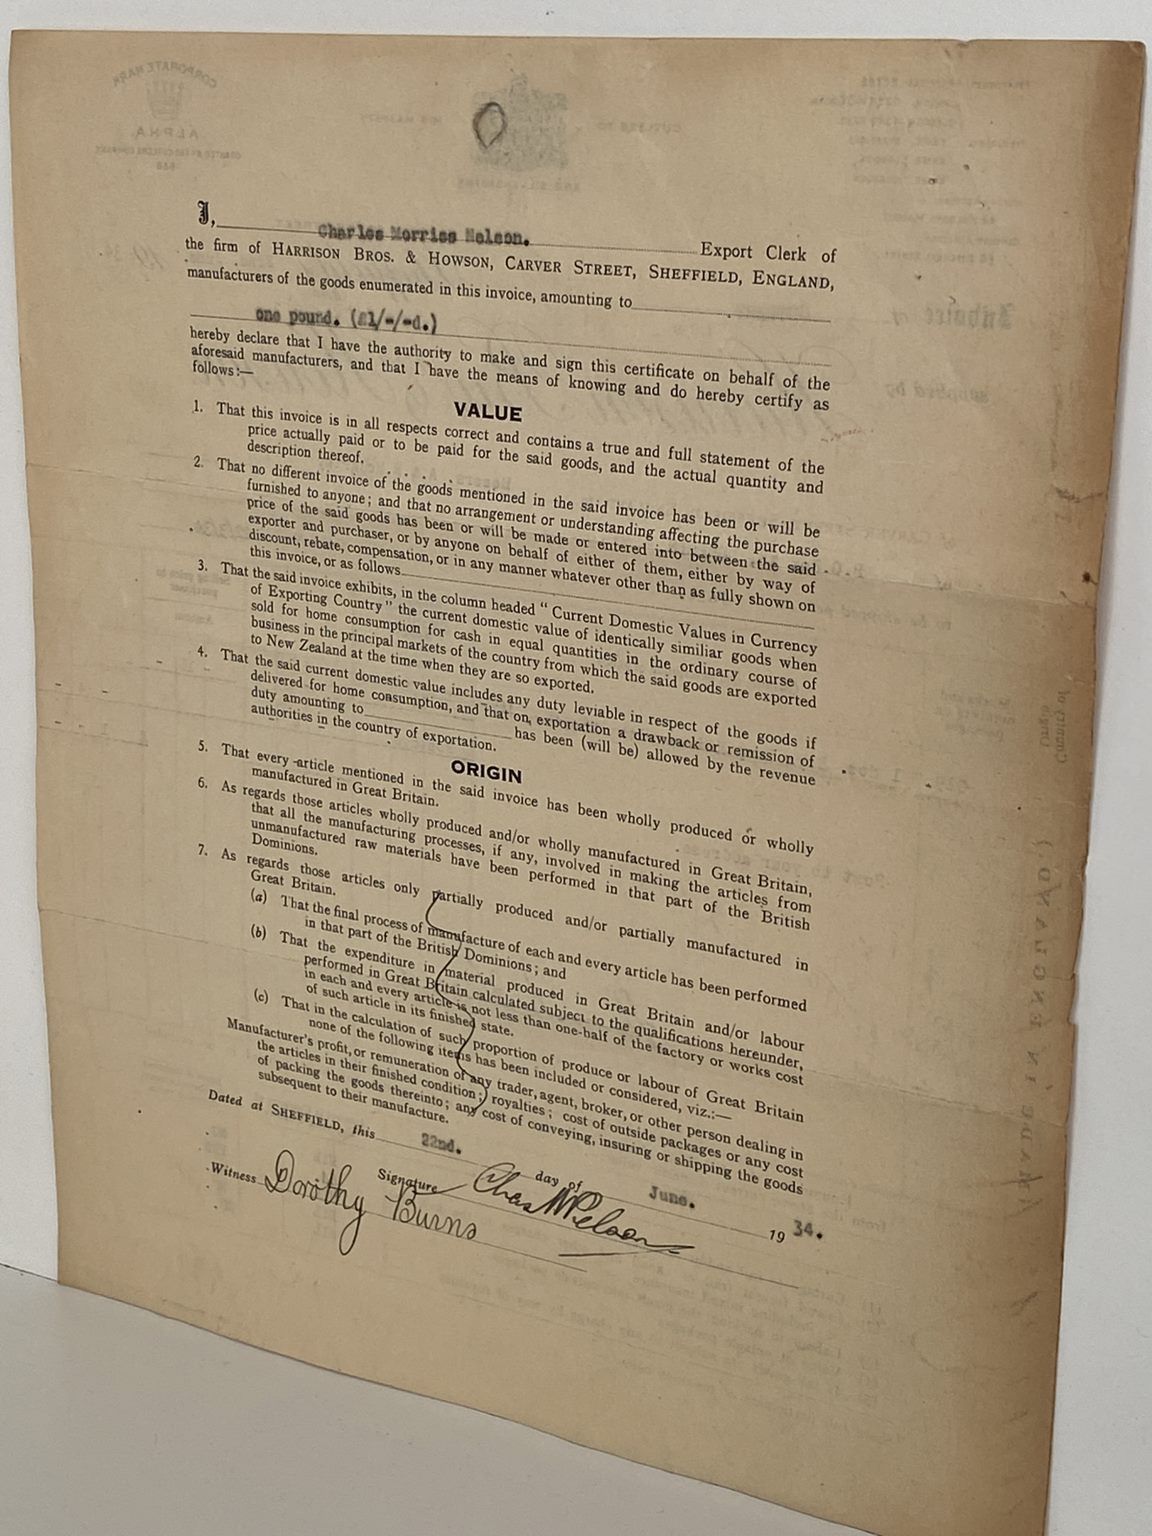 I, Charles Morriss Nelson. Export Clerk of
the firm of HARRISON BROS. & HOWSON, CARVER STREET, SHEFFIELD, ENGLAND,
manufacturers of the goods enumerated in this invoice, amounting to
one pound. (£1/-/-d.)
hereby declare that I have the authority to make and sign this certificate on behalf of the
aforesaid manufacturers, and that I have the means of knowing and do hereby certify as
follows:—
VALUE
1. That this invoice is in all respects correct and contains a true and full statement of the
price actually paid or to be paid for the said goods, and the actual quantity and
description thereof.
2. That no different invoice of the goods mentioned in the said invoice has been or will be
furnished to anyone; and that no arrangement or understanding affecting the purchase
price of the said goods has been or will be made or entered into between the said
exporter and purchaser, or by anyone on behalf of either of them, either by way of
discount, rebate, compensation, or in any manner whatever other than as fully shown on
this invoice, or as follows
3. That the said invoice exhibits, in the column headed "Current Domestic Values in Currency
of Exporting Country" the current domestic value of identically similiar goods when
sold for home consumption for cash in equal quantities in the ordinary course of
business in the principal markets of the country from which the said goods are exported
to New Zealand at the time when they are so exported.
4. That the said current domestic value includes any duty leviable in respect of the goods if
delivered for home consumption, and that on exportation a drawback or remission of
duty amounting to has been (will be) allowed by the revenue
authorities in the country of exportation.
ORIGIN
5. That every article mentioned in the said invoice has been wholly produced or wholly
manufactured in Great Britain.
6. As regards those articles wholly produced and/or wholly manufactured in Great Britain,
that all the manufacturing processes, if any, involved in making the articles from
unmanufactured raw materials have been performed in that part of the British
Dominions.
7. As regards those articles only partially produced and/or partially manufactured in
Great Britain.
(a) That the final process of manufacture of each and every article has been performed
in that part of the British Dominions; and
(b) That the expenditure in material produced in Great Britain and/or labour
performed in Great Britain calculated subject to the qualifications hereunder,
in each and every article is not less than one-half of the factory or works cost
of such article in its finished state.
(c) That in the calculation of such proportion of produce or labour of Great Britain
none of the following items has been included or considered, viz.:—
Manufacturer's profit, or remuneration of any trader, agent, broker, or other person dealing in
the articles in their finished condition; royalties; cost of outside packages or any cost
of packing the goods thereinto; any cost of conveying, insuring or shipping the goods
subsequent to their manufacture.
Dated at SHEFFIELD, this 22nd. day of June. 19 34.
Signature Chas M Nelson
Witness Dorothy Burns